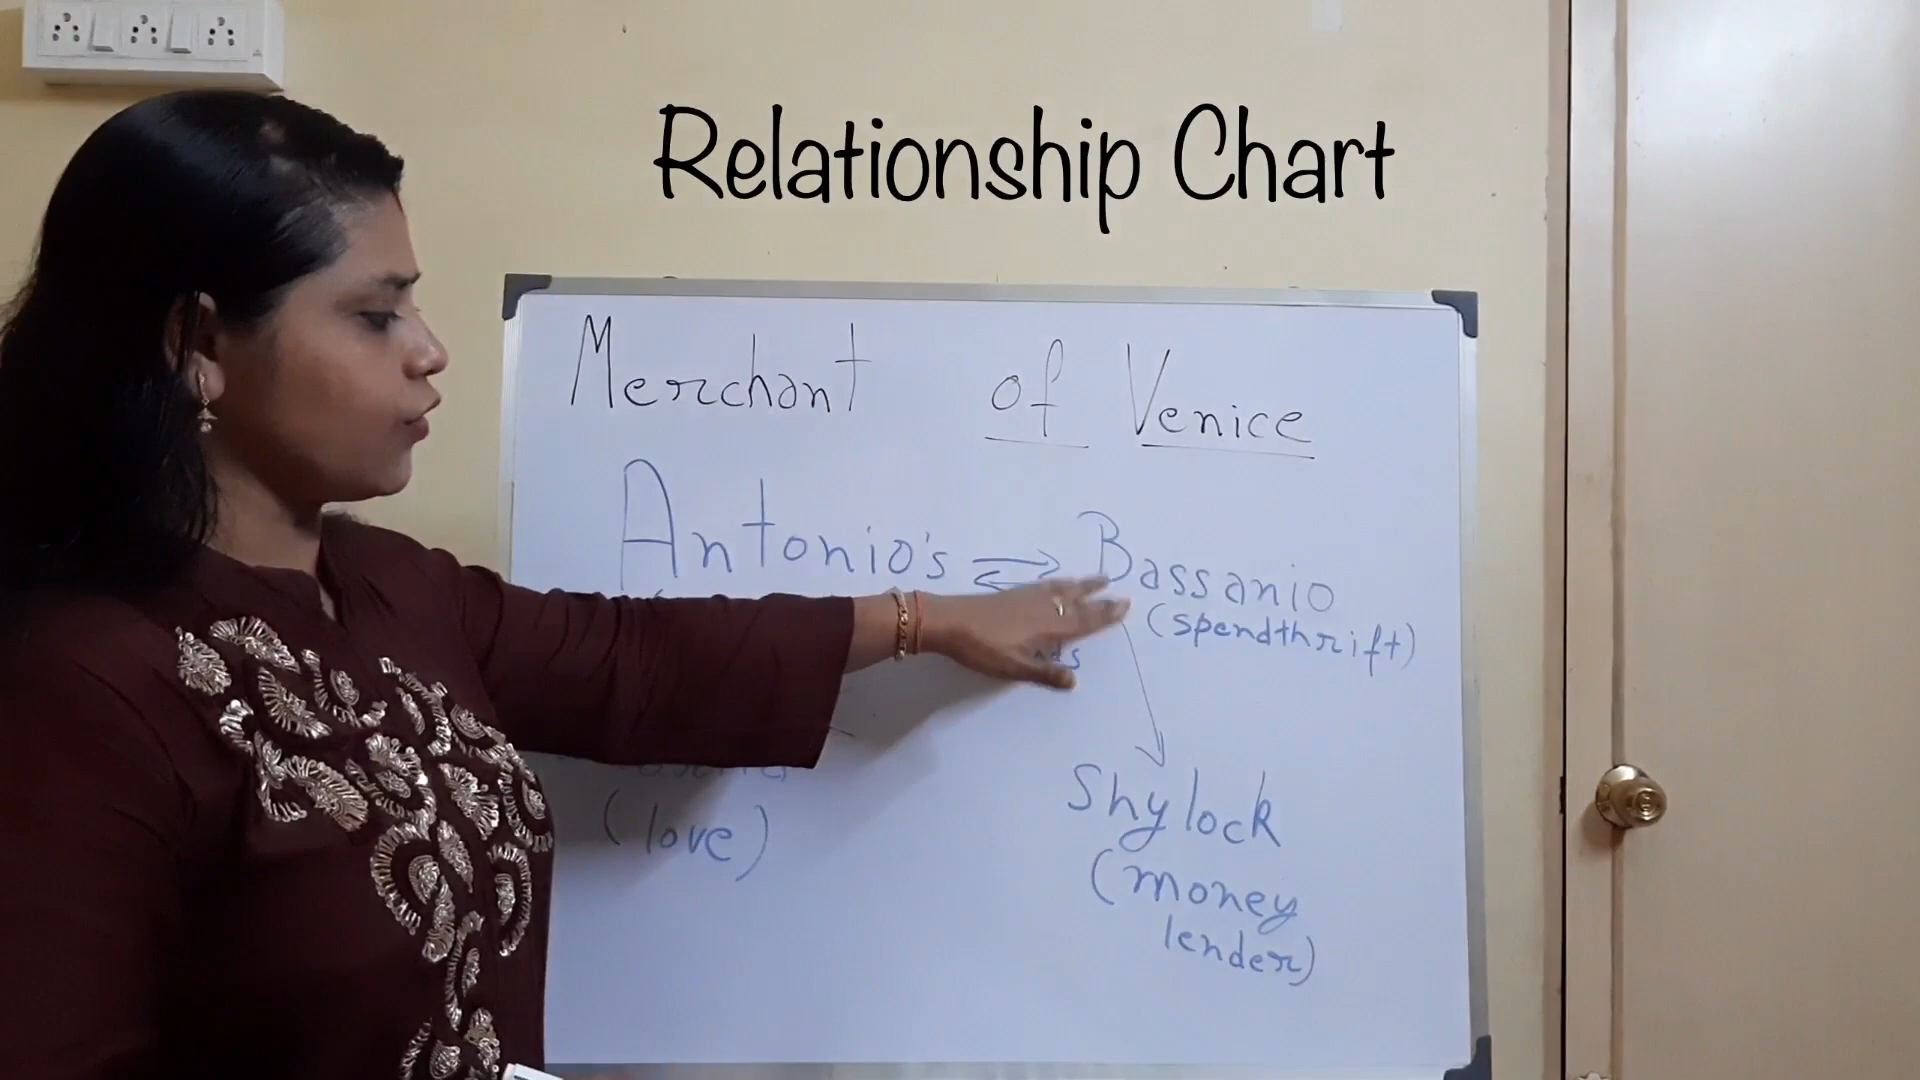 Relationship Chart
Merchant of Venice
Antonio's Bassanio
(spendthrift)
Shylock
(love)
(money
lender)